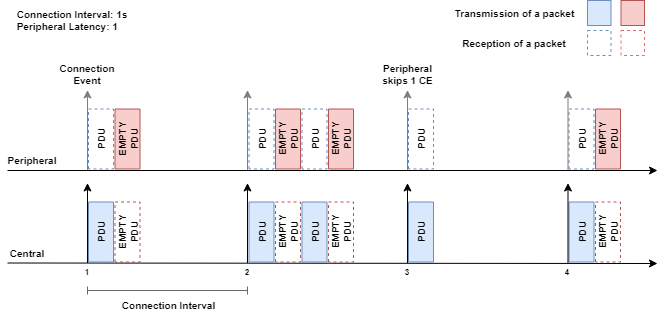 Connection Interval: 1s
Peripheral Latency: 1
Transmission of a packet
Reception of a packet
Connection
Event
Peripheral
skips 1 CE
PDU
EMPTY
PDU
PDU
EMPTY
PDU
PDU
EMPTY
PDU
PDU
PDU
EMPTY
PDU
Peripheral
PDU
EMPTY
PDU
PDU
EMPTY
PDU
PDU
EMPTY
PDU
PDU
PDU
EMPTY
PDU
Central
1
2
3
4
Connection Interval